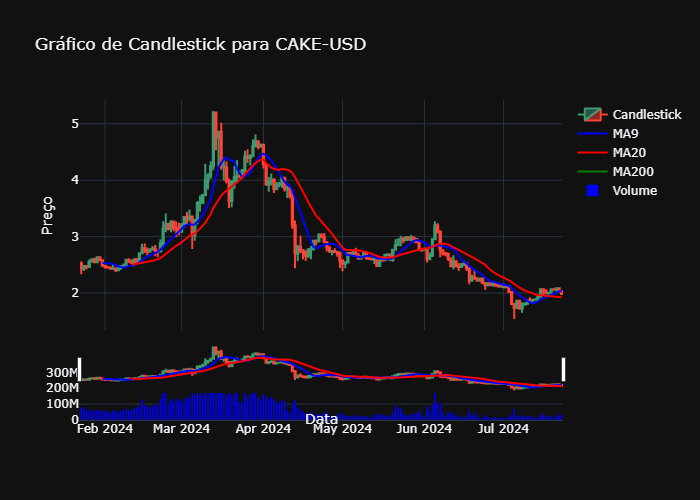 Gráfico de Candlestick para CAKE-USD
Candlestick
MA9
MA20
MA200
Volume
Preço
5
4
3
2
300M
200M
100M
0
Feb 2024
Mar 2024
Apr 2024
May 2024
Jun 2024
Jul 2024
Data